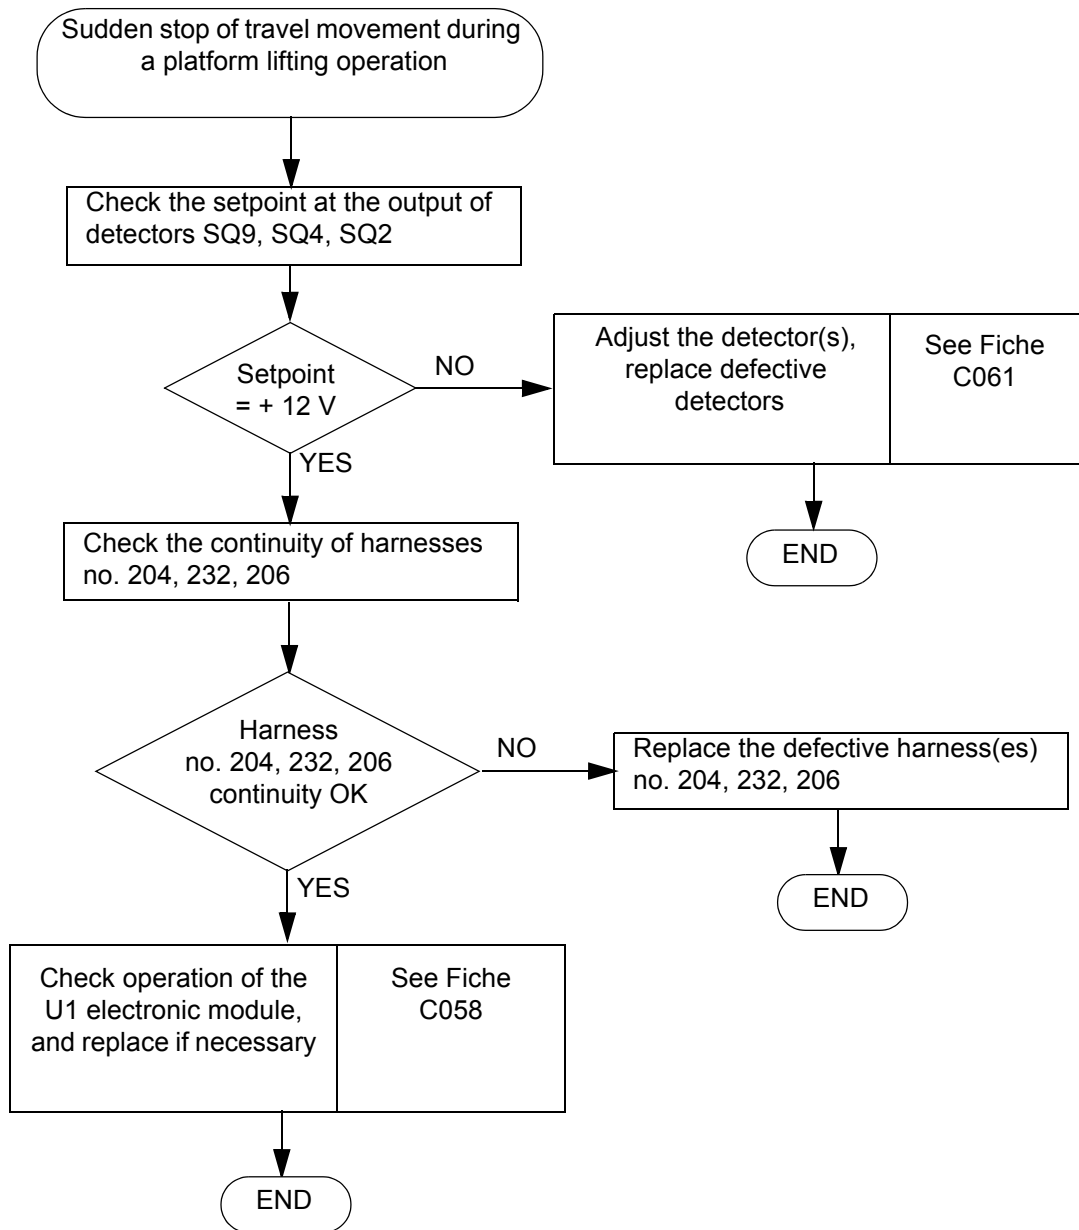 Sudden stop of travel movement during
a platform lifting operation
Check the setpoint at the output of
detectors SQ9, SQ4, SQ2
Setpoint
= + 12 V
NO
Adjust the detector(s),
replace defective
detectors
See Fiche
C061
YES
END
Check the continuity of harnesses
no. 204, 232, 206
Harness
no. 204, 232, 206
continuity OK
NO
Replace the defective harness(es)
no. 204, 232, 206
YES
END
Check operation of the
U1 electronic module,
and replace if necessary
See Fiche
C058
END